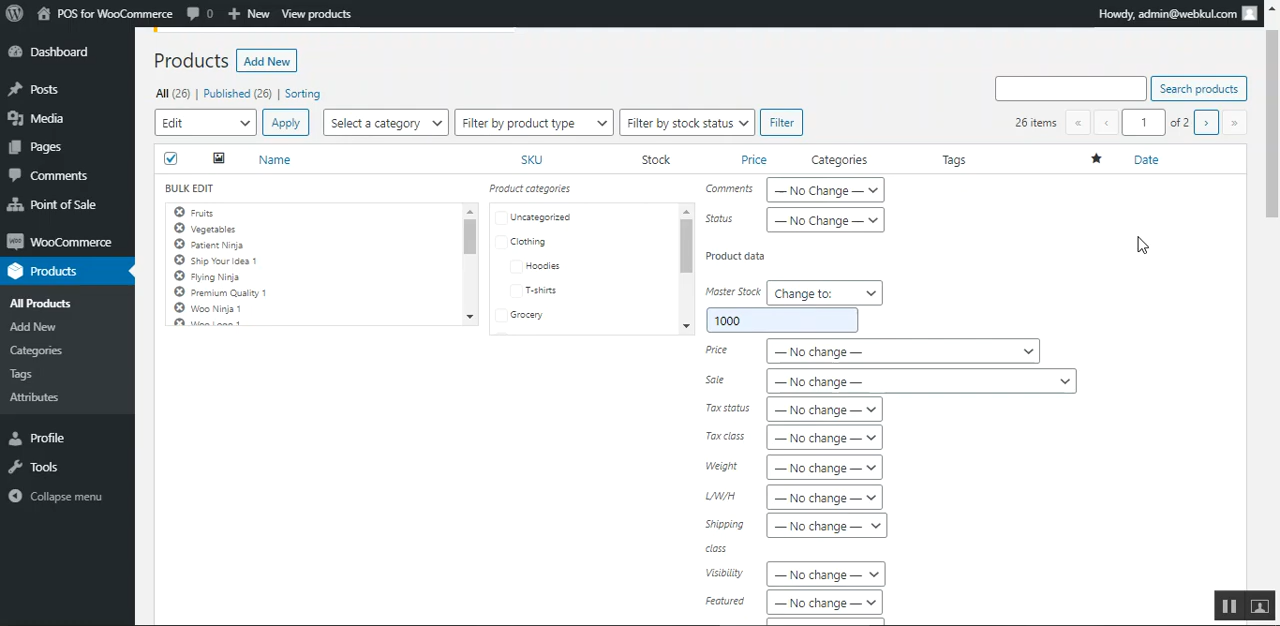 POS for WooCommerce 0 New View products Howdy, admin@webkul.com
Dashboard
Posts
Media
Pages
Comments
Point of Sale
WooCommerce
Products
All Products
Add New
Categories
Tags
Attributes
Profile
Tools
Collapse menu
Products Add New
All (26) | Published (26) | Sorting
Search products
Edit Apply Select a category Filter by product type Filter by stock status Filter 26 items « ‹ 1 of 2 › »
Name SKU Stock Price Categories Tags Date
BULK EDIT
Fruits
Vegetables
Patient Ninja
Ship Your Idea 1
Flying Ninja
Premium Quality 1
Woo Ninja 1
Woo Logo 1
Product categories
Uncategorized
Clothing
Hoodies
T-shirts
Grocery
Comments — No Change —
Status — No Change —
Product data
Master Stock Change to:
1000
Price — No change —
Sale — No change —
Tax status — No change —
Tax class — No change —
Weight — No change —
L/W/H — No change —
Shipping class — No change —
Visibility — No change —
Featured — No change —